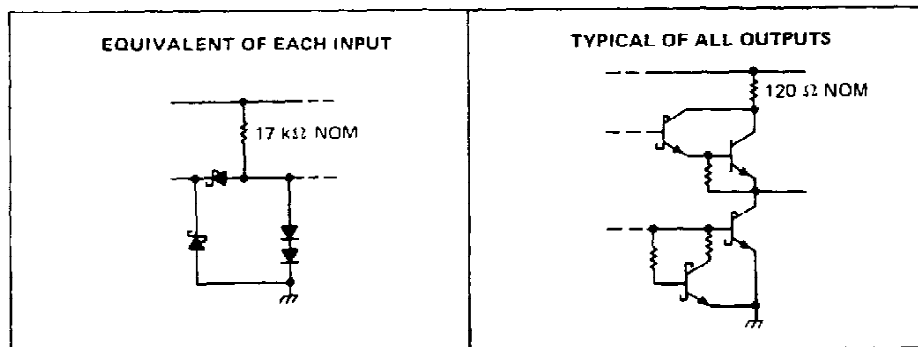 EQUIVALENT OF EACH INPUT
17 kΩ NOM
TYPICAL OF ALL OUTPUTS
120 Ω NOM